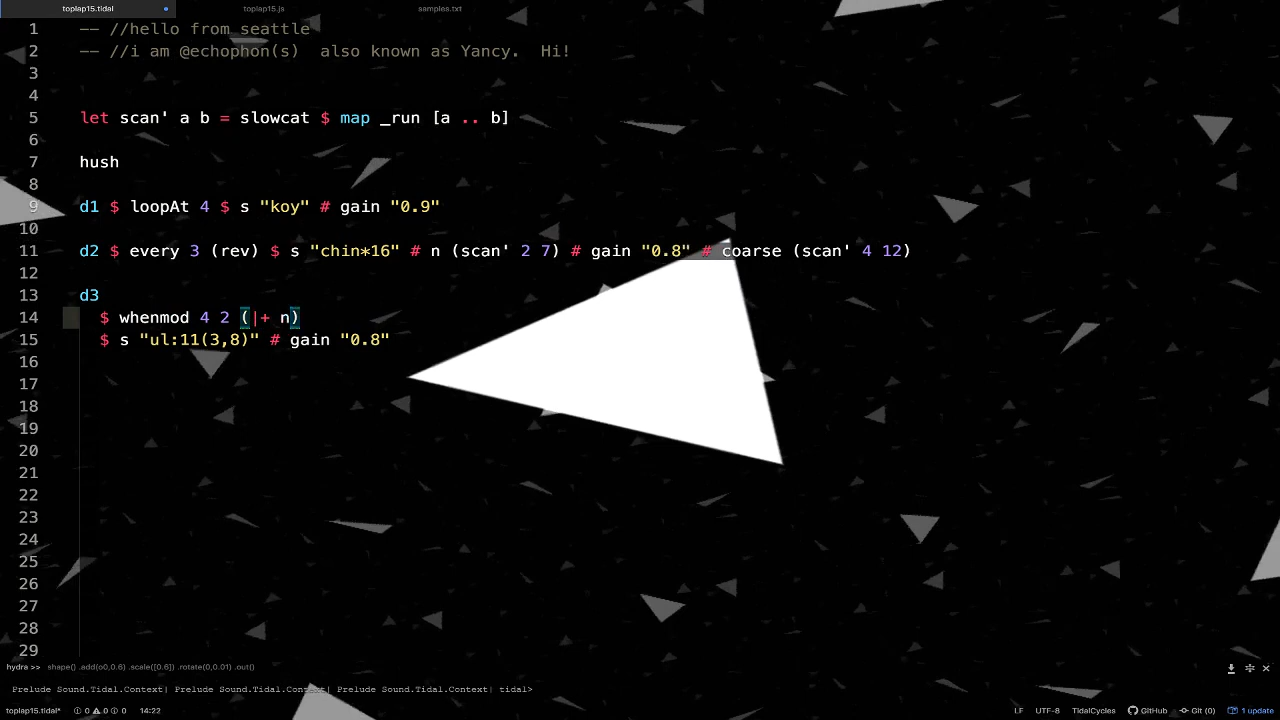 toplap15.tidal toplap15.js samples.txt
1 -- //hello from seattle
2 -- //i am @echophon(s)  also known as Yancy.  Hi!
3
4
5 let scan' a b = slowcat $ map _run [a .. b]
6
7 hush
8
9 d1 $ loopAt 4 $ s "koy" # gain "0.9"
10
11 d2 $ every 3 (rev) $ s "chin*16" # n (scan' 2 7) # gain "0.8" # coarse (scan' 4 12)
12
13 d3
14   $ whenmod 4 2 (|+ n)
15   $ s "ul:11(3,8)" # gain "0.8"
16
17
18
19
20
21
22
23
24
25
26
27
28
29
hydra >> shape() .add(o0,0.6) .scale([0.6]) .rotate(0,0.01) .out()
Prelude Sound.Tidal.Context| Prelude Sound.Tidal.Context| Prelude Sound.Tidal.Context| tidal>
toplap15.tidal* 0 0 0 14:22 LF UTF-8 TidalCycles GitHub Git (0) 1 update